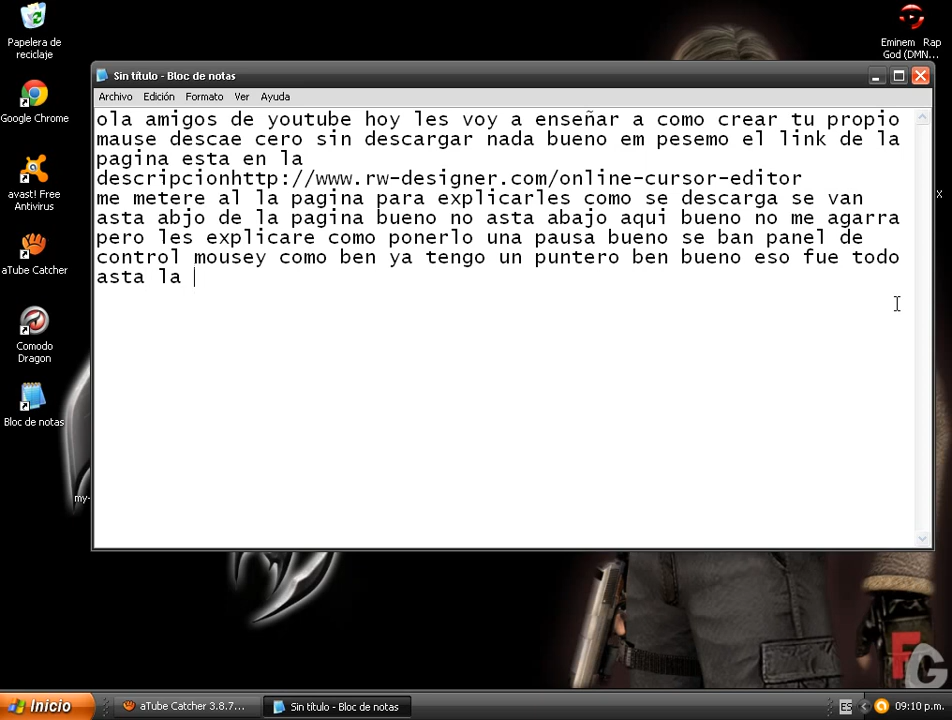 Papelera de
reciclaje
Google Chrome
avast! Free
Antivirus
aTube Catcher
Comodo
Dragon
Bloc de notas
my-
Eminem Rap
God (DMN...
X
Sin título - Bloc de notas
Archivo Edición Formato Ver Ayuda
ola amigos de youtube hoy les voy a enseñar a como crear tu propio
mause descae cero sin descargar nada bueno em pesemo el link de la
pagina esta en la
descripcionhttp://www.rw-designer.com/online-cursor-editor
me metere al la pagina para explicarles como se descarga se van
asta abjo de la pagina bueno no asta abajo aqui bueno no me agarra
pero les explicare como ponerlo una pausa bueno se ban panel de
control mousey como ben ya tengo un puntero ben bueno eso fue todo
asta la
FG
Inicio
aTube Catcher 3.8.7...
Sin título - Bloc de notas
ES
09:10 p.m.